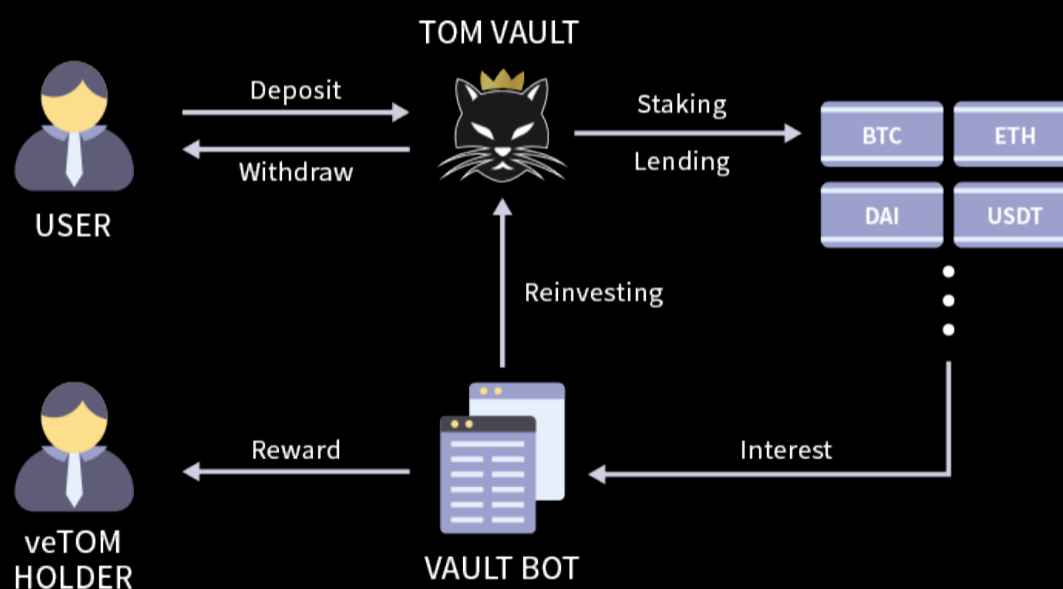 TOM VAULT
Deposit
Withdraw
Staking
Lending
BTC
ETH
DAI
USDT
USER
Reinvesting
Reward
Interest
veTOM
HOLDER
VAULT BOT